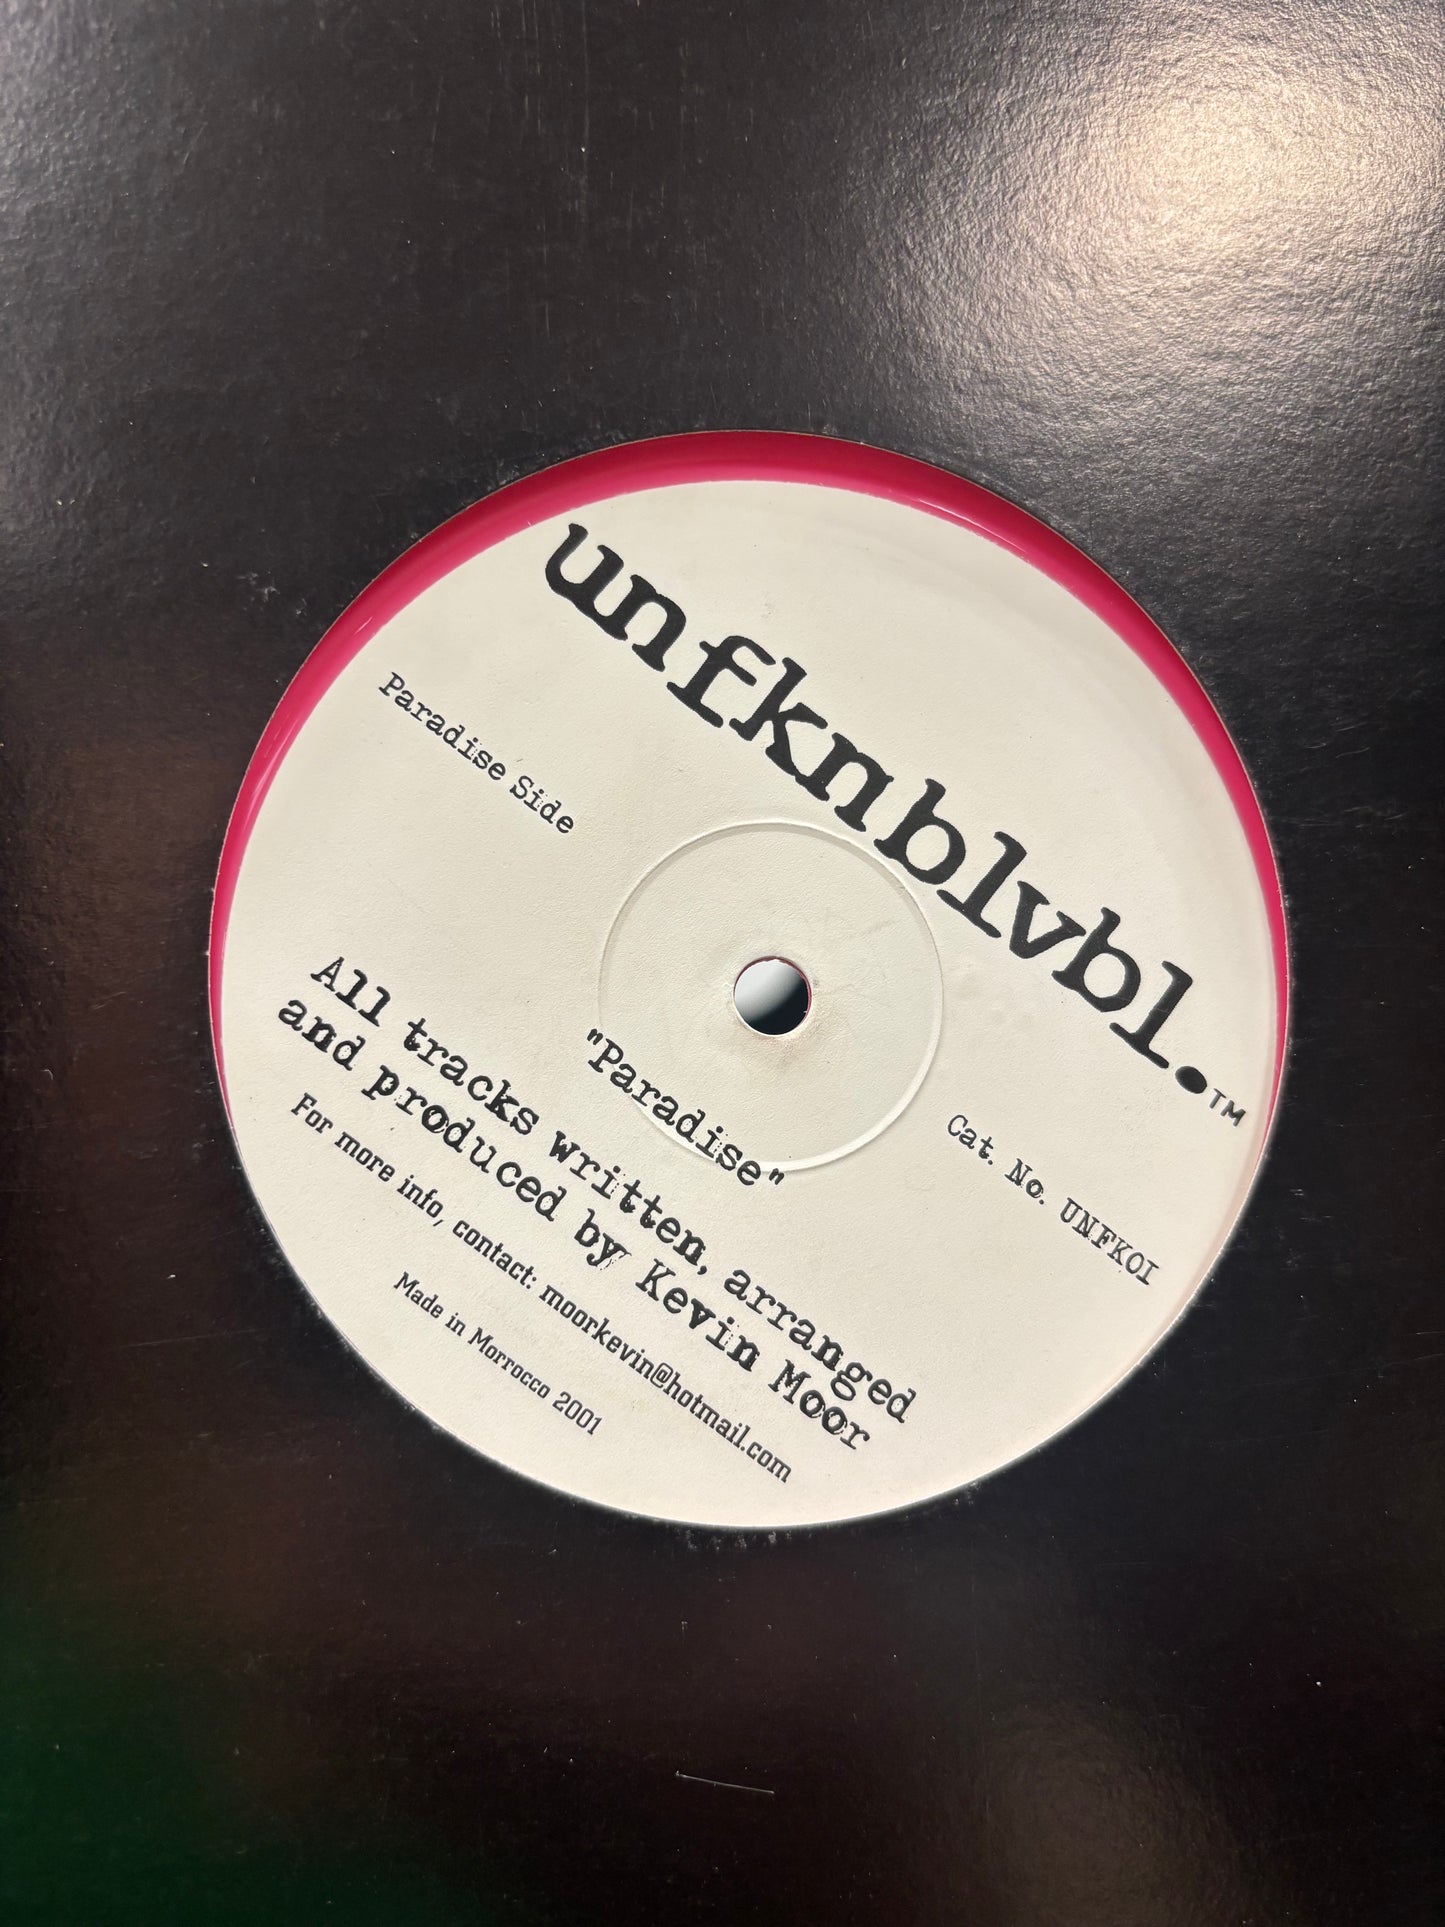 unfknblvbl.™
Paradise Side
Cat. No. UNFK01
"Paradise"
All tracks written, arranged
and produced by Kevin Moor
For more info, contact: moorkevin@hotmail.com
Made in Morrocco 2001